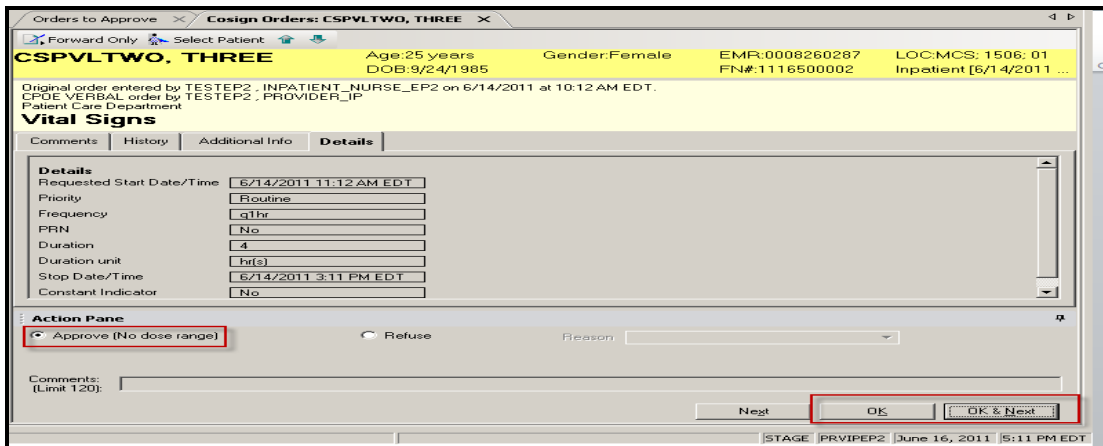 Orders to Approve Cosign Orders: CSPVLTWO, THREE
Forward Only Select Patient
CSPVLTWO, THREE Age:25 years Gender:Female EMR:0008260287 LOC:MCS; 1506; 01
DOB:9/24/1985 FN#:1116500002 Inpatient [6/14/2011 ...
Original order entered by TESTEP2 , INPATIENT_NURSE_EP2 on 6/14/2011 at 10:12 AM EDT.
CPOE VERBAL order by TESTEP2 , PROVIDER_IP
Patient Care Department
Vital Signs
Comments History Additional Info Details
Details
Requested Start Date/Time 6/14/2011 11:12 AM EDT
Priority Routine
Frequency q1hr
PRN No
Duration 4
Duration unit hr(s)
Stop Date/Time 6/14/2011 3:11 PM EDT
Constant Indicator No
Action Pane
Approve (No dose range) Refuse Reason
Comments:
(Limit 120):
Next OK OK & Next
STAGE PRVIPEP2 June 16, 2011 5:11 PM EDT